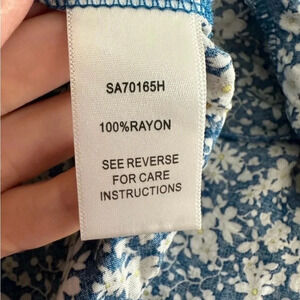 SA70165H
100%RAYON
SEE REVERSE
FOR CARE
INSTRUCTIONS